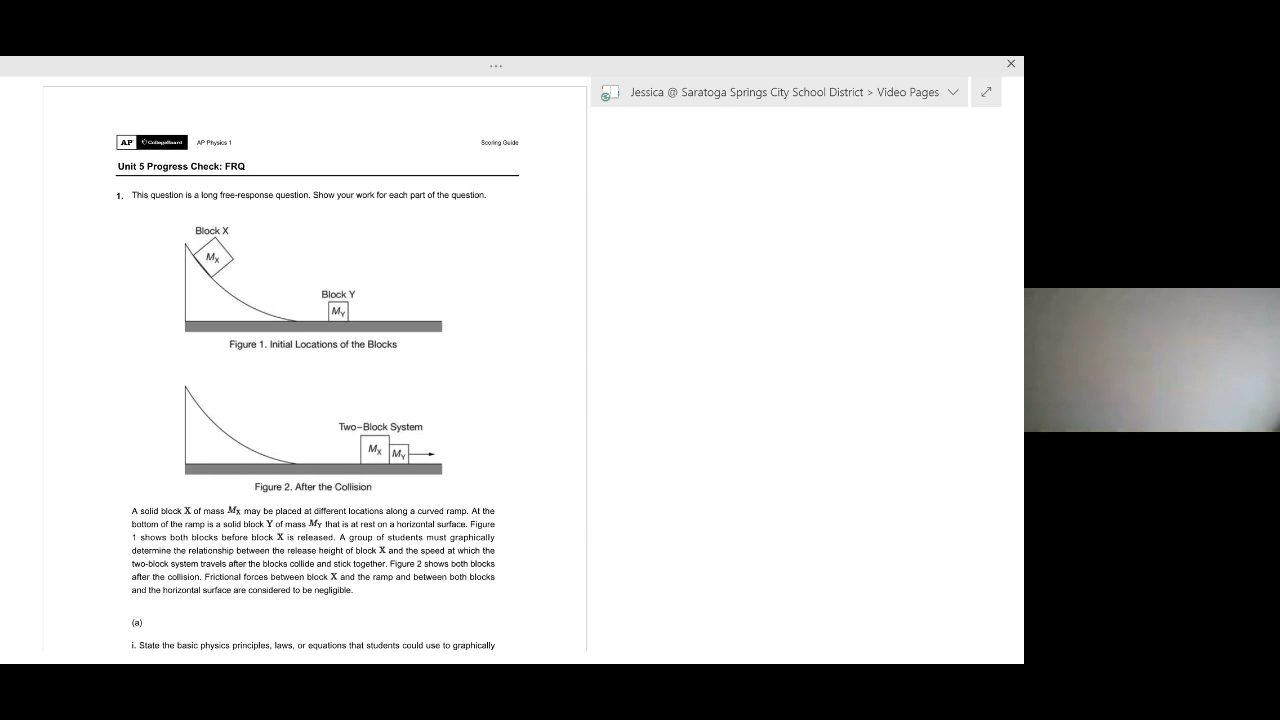 ...
Jessica @ Saratoga Springs City School District > Video Pages
AP CollegeBoard AP Physics 1 Scoring Guide
Unit 5 Progress Check: FRQ
1. This question is a long free-response question. Show your work for each part of the question.
Block X
MX
Block Y
MY
Figure 1. Initial Locations of the Blocks
Two-Block System
MX MY
Figure 2. After the Collision
A solid block X of mass MX may be placed at different locations along a curved ramp. At the
bottom of the ramp is a solid block Y of mass MY that is at rest on a horizontal surface. Figure
1 shows both blocks before block X is released. A group of students must graphically
determine the relationship between the release height of block X and the speed at which the
two-block system travels after the blocks collide and stick together. Figure 2 shows both blocks
after the collision. Frictional forces between block X and the ramp and between both blocks
and the horizontal surface are considered to be negligible.
(a)
i. State the basic physics principles, laws, or equations that students could use to graphically